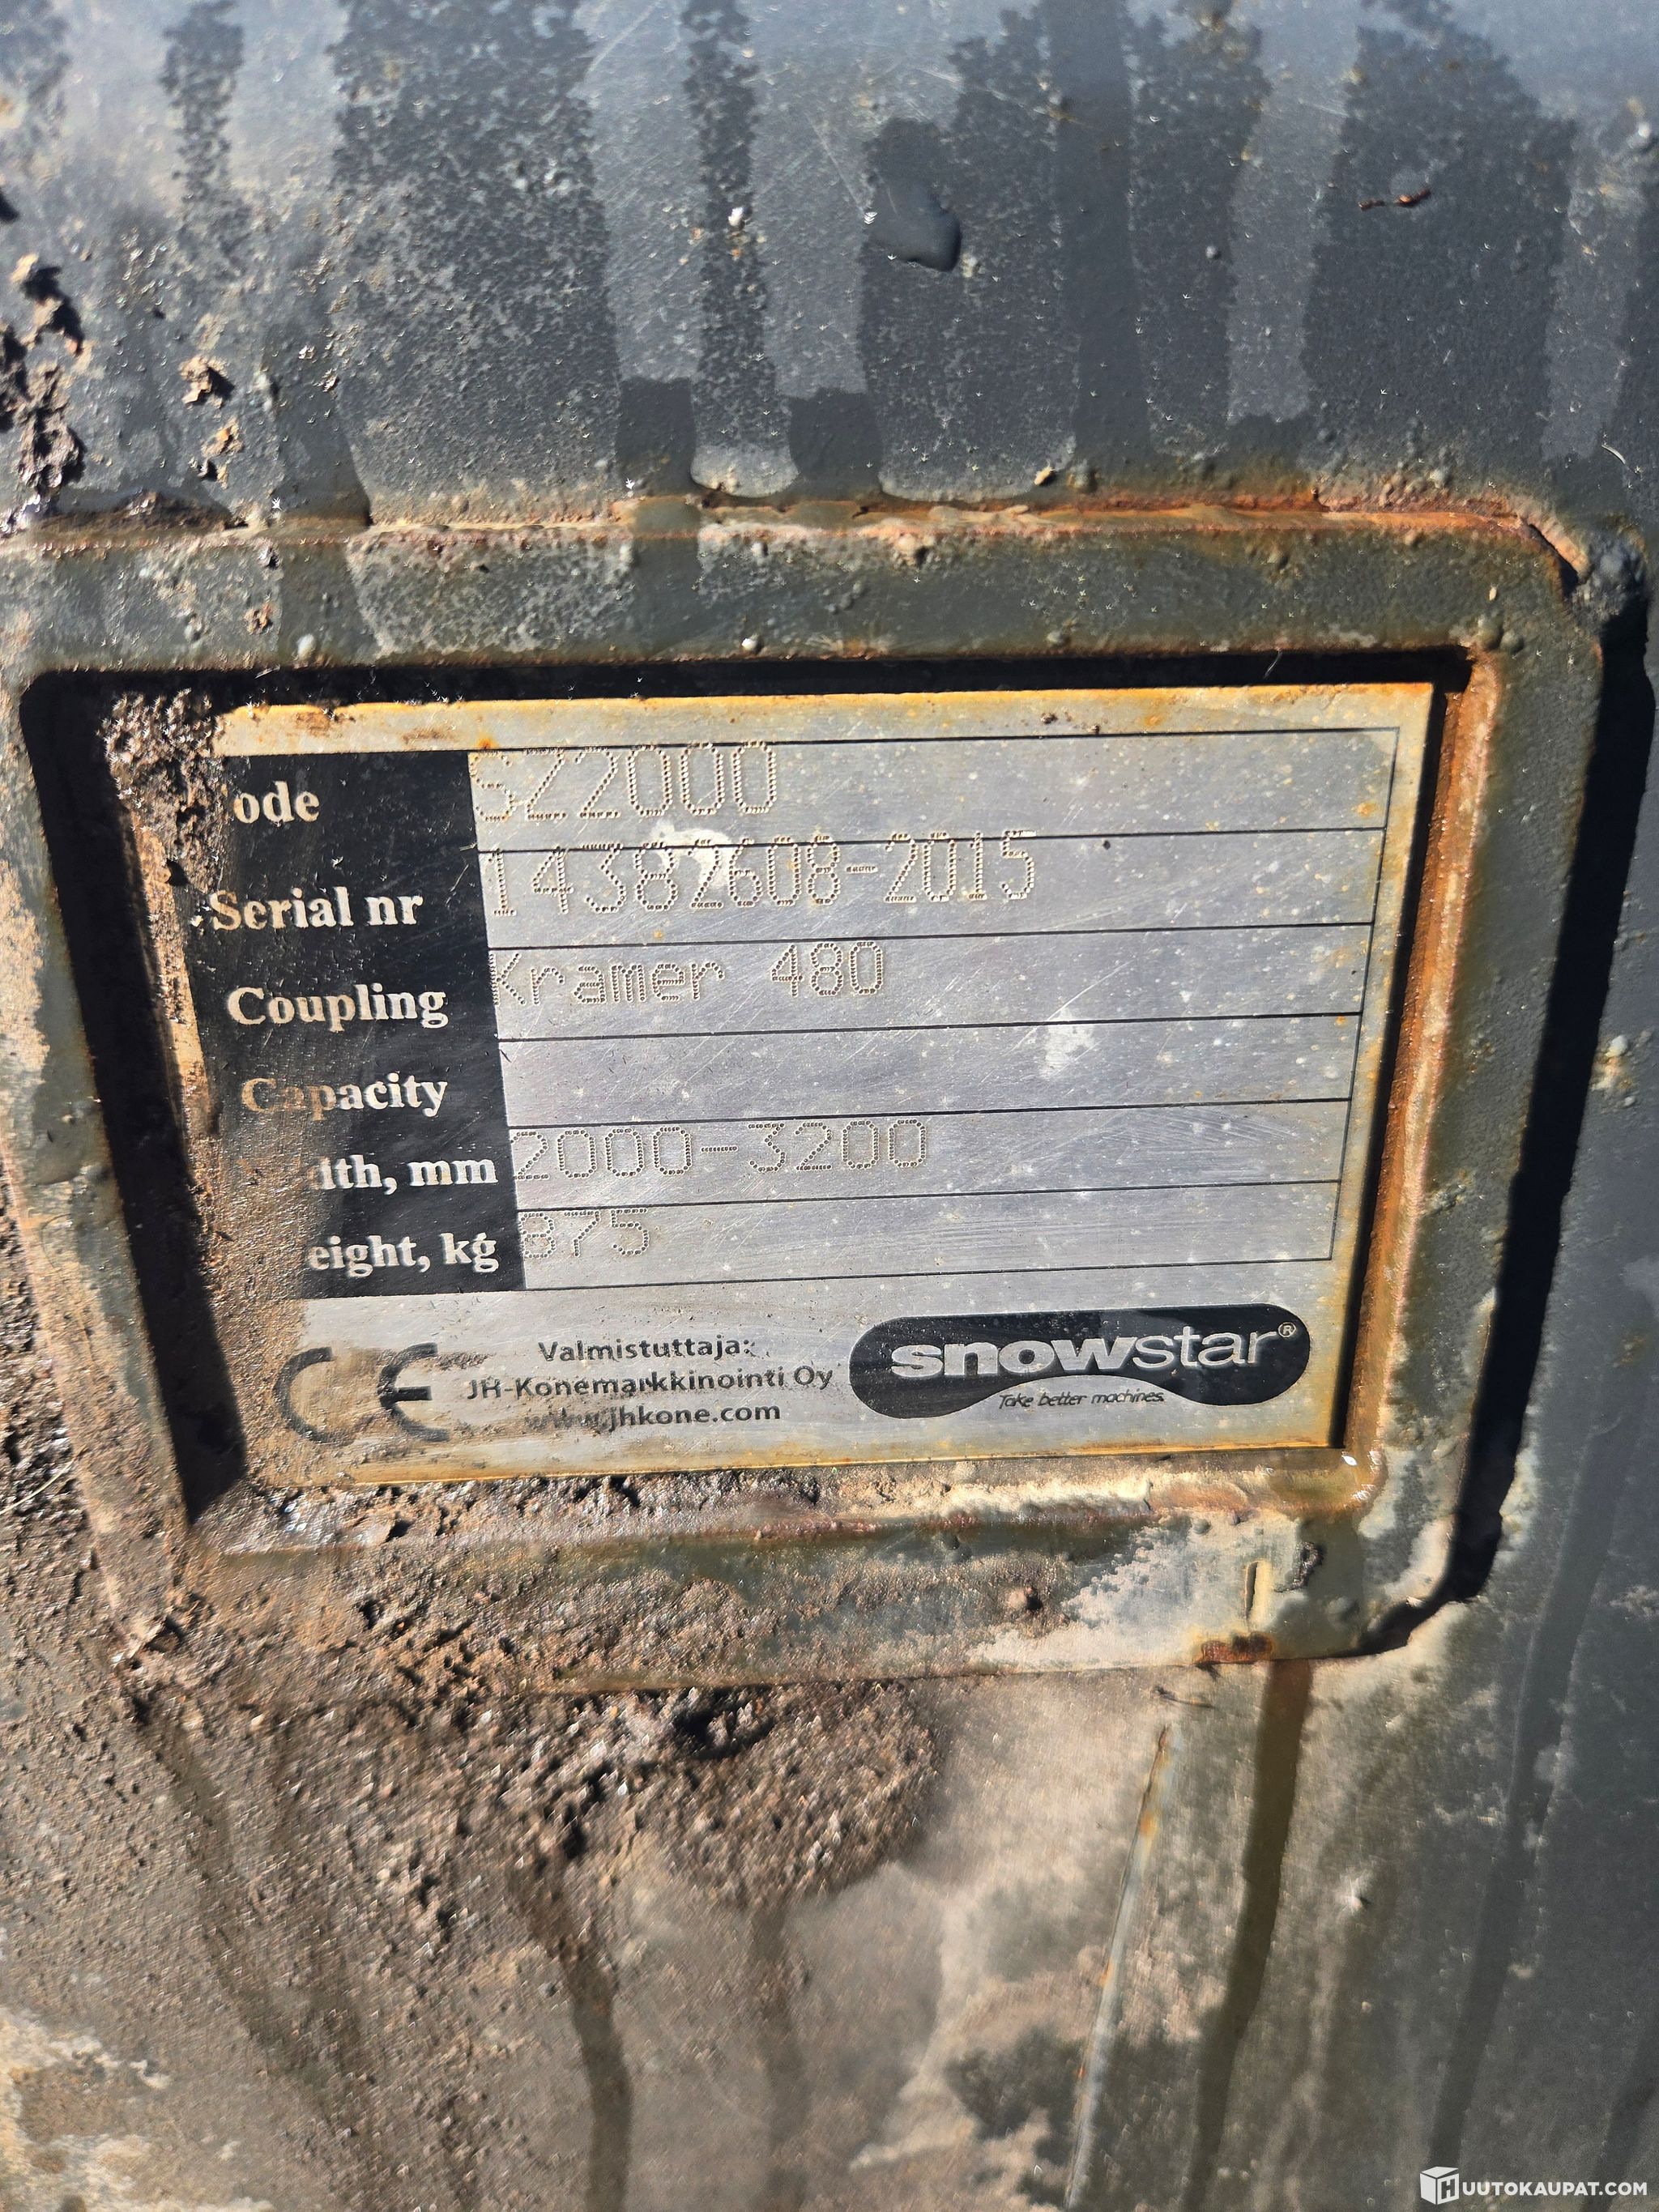 ode SZ2000
Serial nr 14382608-2015
Coupling Kramer 480
Capacity
dth, mm 2000-3200
eight, kg 875
CE
Valmistuttaja:
JH-Konemarkkinointi Oy
www.jhkone.com
snowstar®
Take better machines.
HUUTOKAUPAT.COM